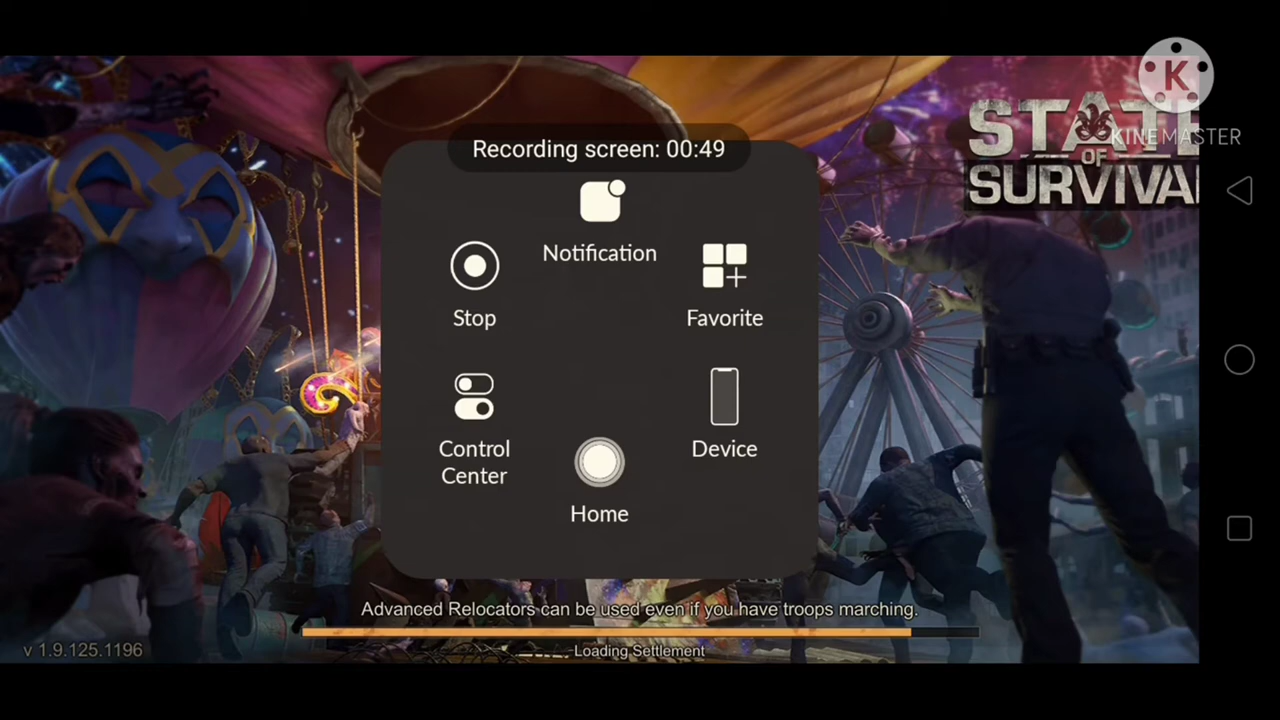 K
KINEMASTER
STATE
OF
SURVIVAL
Recording screen: 00:49
Notification
Stop
Favorite
Control
Center
Device
Home
Advanced Relocators can be used even if you have troops marching.
Loading Settlement
v 1.9.125.1196